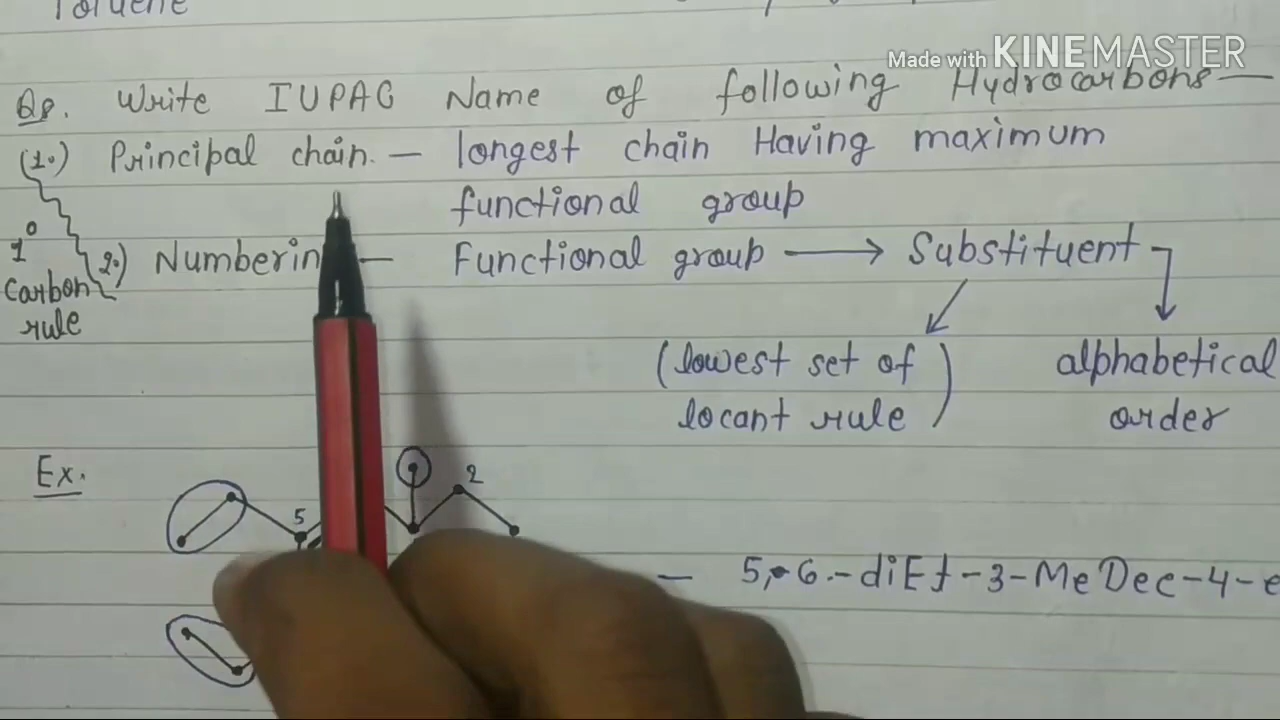 Toluene
Made with KINEMASTER
Qs. Write IUPAC Name of following Hydrocarbons—
(1.) Principal chain. — longest chain Having maximum
functional group
1° carbon rule
2.) Numberin — Functional group → Substituent
(lowest set of locant rule)
alphabetical order
Ex.
2
5
— 5,6.-diEt-3-MeDec-4-e